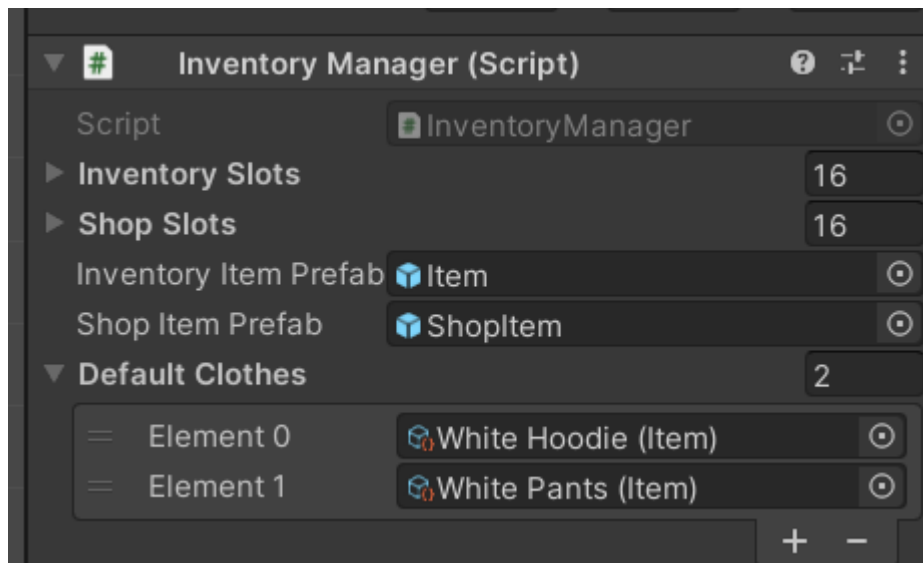 Inventory Manager (Script)
Script InventoryManager
Inventory Slots 16
Shop Slots 16
Inventory Item Prefab Item
Shop Item Prefab ShopItem
Default Clothes 2
Element 0 White Hoodie (Item)
Element 1 White Pants (Item)